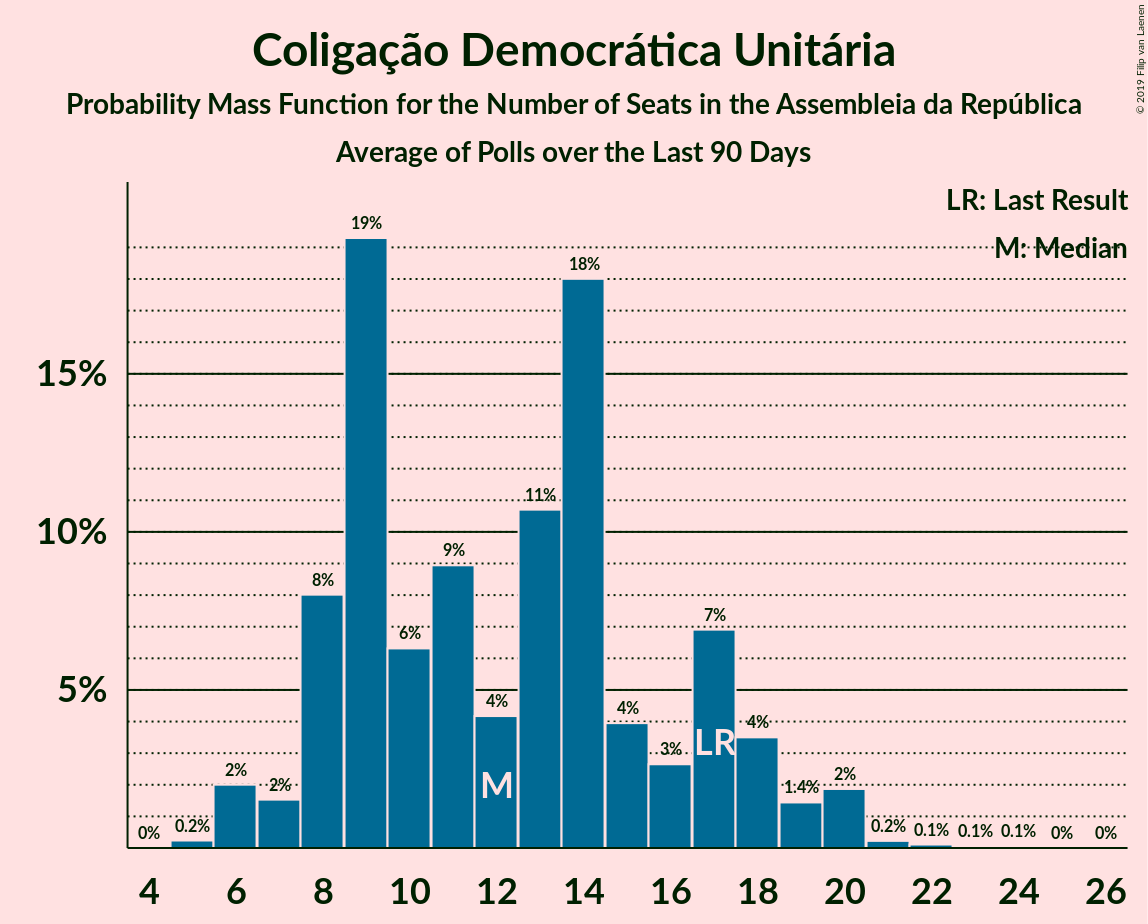 Coligação Democrática Unitária
Probability Mass Function for the Number of Seats in the Assembleia da República
Average of Polls over the Last 90 Days
© 2019 Filip van Laenen
LR: Last Result
M: Median
19%
18%
15%
11%
10%
9%
8%
6%
7%
5%
4%
4%
4%
3%
LR
2%
2%
M
1.4%
2%
0%
0.2%
0.2%
0.1%
0.1%
0.1%
0%
0%
4 6 8 10 12 14 16 18 20 22 24 26